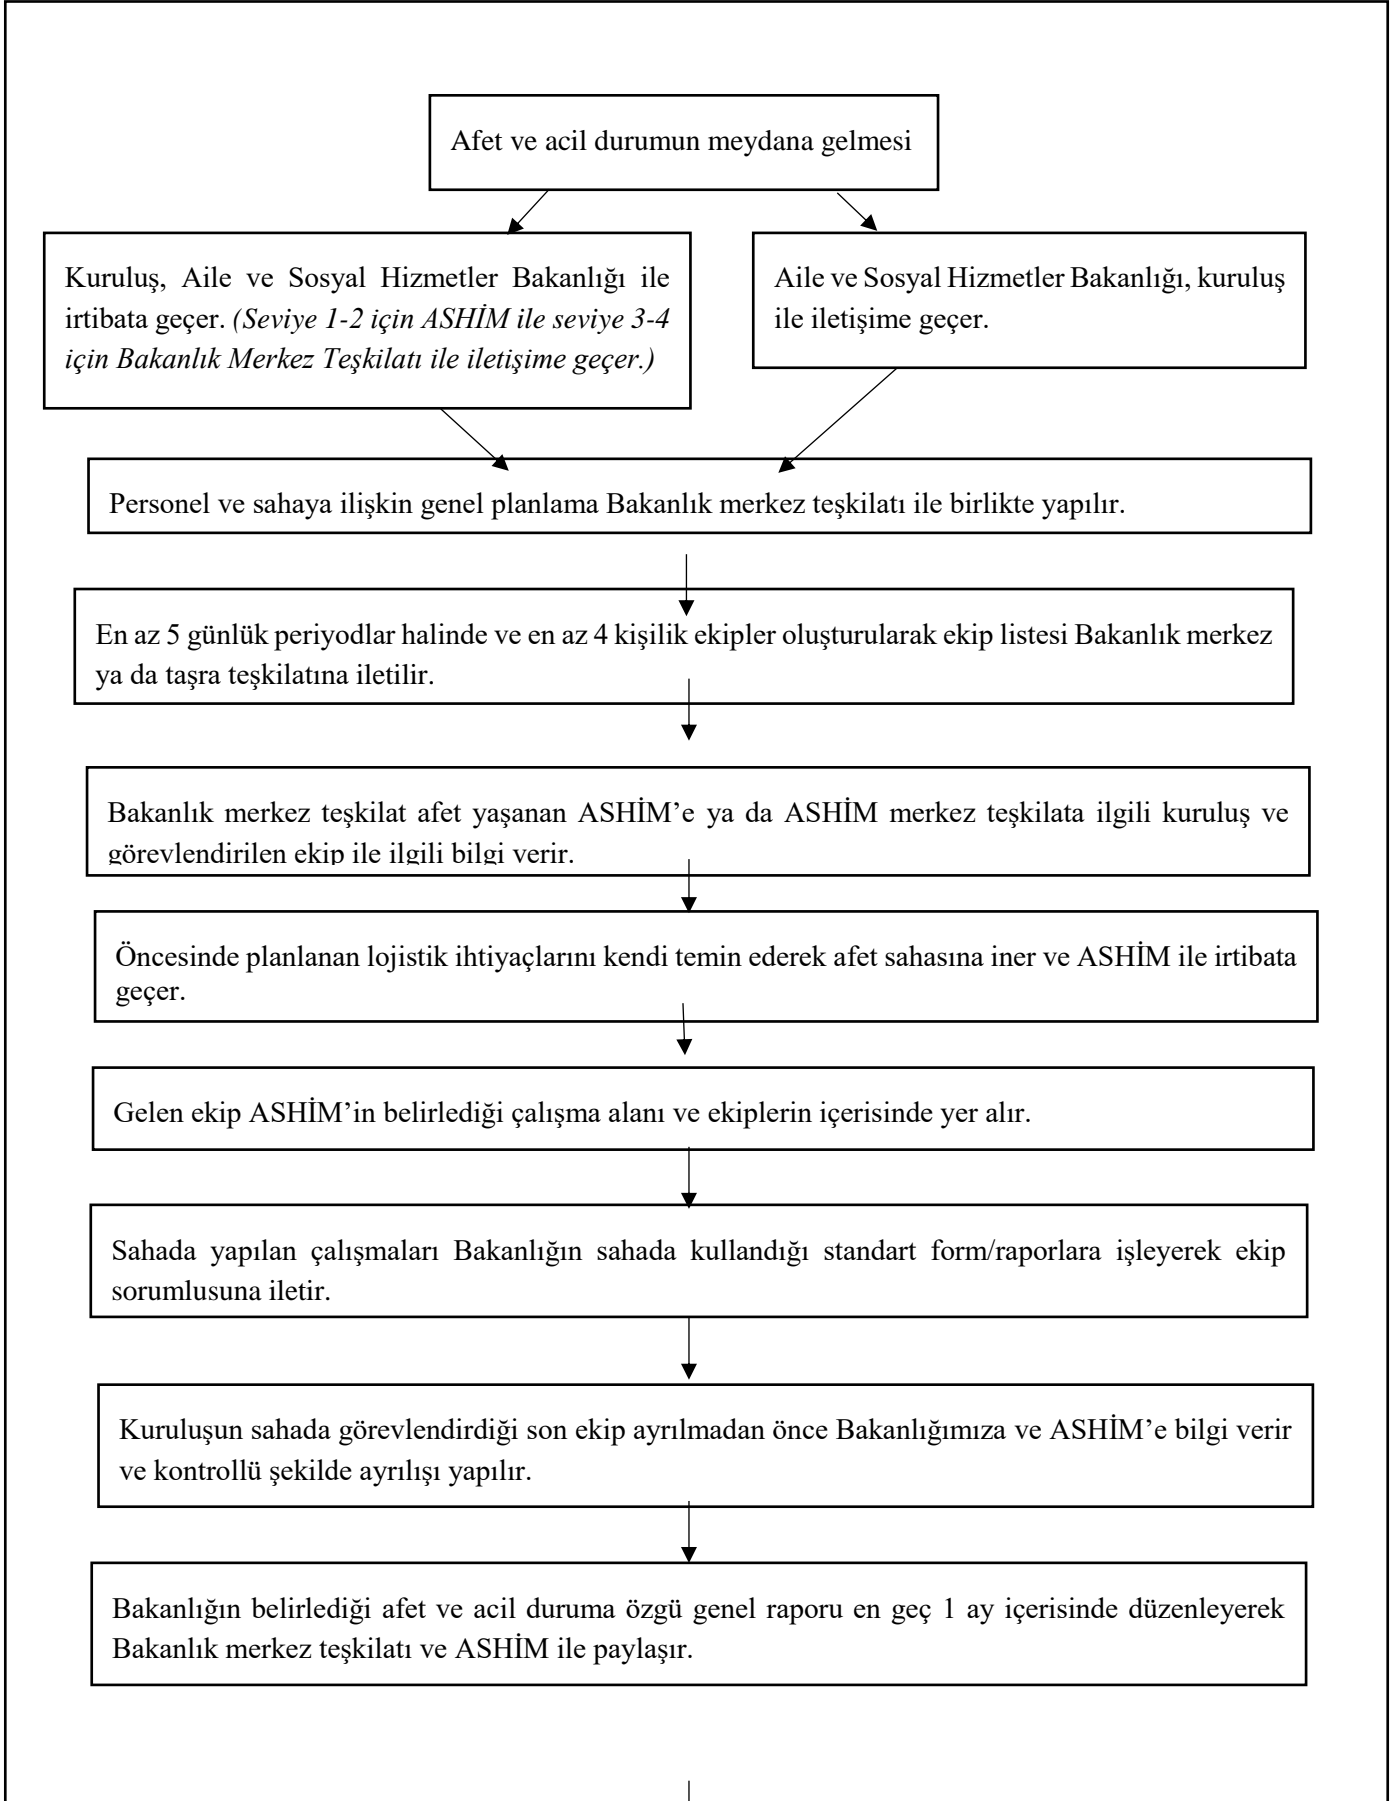 Afet ve acil durumun meydana gelmesi
Kuruluş, Aile ve Sosyal Hizmetler Bakanlığı ile
irtibata geçer. (Seviye 1-2 için ASHİM ile seviye 3-4
için Bakanlık Merkez Teşkilatı ile iletişime geçer.)
Aile ve Sosyal Hizmetler Bakanlığı, kuruluş
ile iletişime geçer.
Personel ve sahaya ilişkin genel planlama Bakanlık merkez teşkilatı ile birlikte yapılır.
En az 5 günlük periyodlar halinde ve en az 4 kişilik ekipler oluşturularak ekip listesi Bakanlık merkez
ya da taşra teşkilatına iletilir.
Bakanlık merkez teşkilat afet yaşanan ASHİM’e ya da ASHİM merkez teşkilata ilgili kuruluş ve
görevlendirilen ekip ile ilgili bilgi verir.
Öncesinde planlanan lojistik ihtiyaçlarını kendi temin ederek afet sahasına iner ve ASHİM ile irtibata
geçer.
Gelen ekip ASHİM’in belirlediği çalışma alanı ve ekiplerin içerisinde yer alır.
Sahada yapılan çalışmaları Bakanlığın sahada kullandığı standart form/raporlara işleyerek ekip
sorumlusuna iletir.
Kuruluşun sahada görevlendirdiği son ekip ayrılmadan önce Bakanlığımıza ve ASHİM’e bilgi verir
ve kontrollü şekilde ayrılışı yapılır.
Bakanlığın belirlediği afet ve acil duruma özgü genel raporu en geç 1 ay içerisinde düzenleyerek
Bakanlık merkez teşkilatı ve ASHİM ile paylaşır.